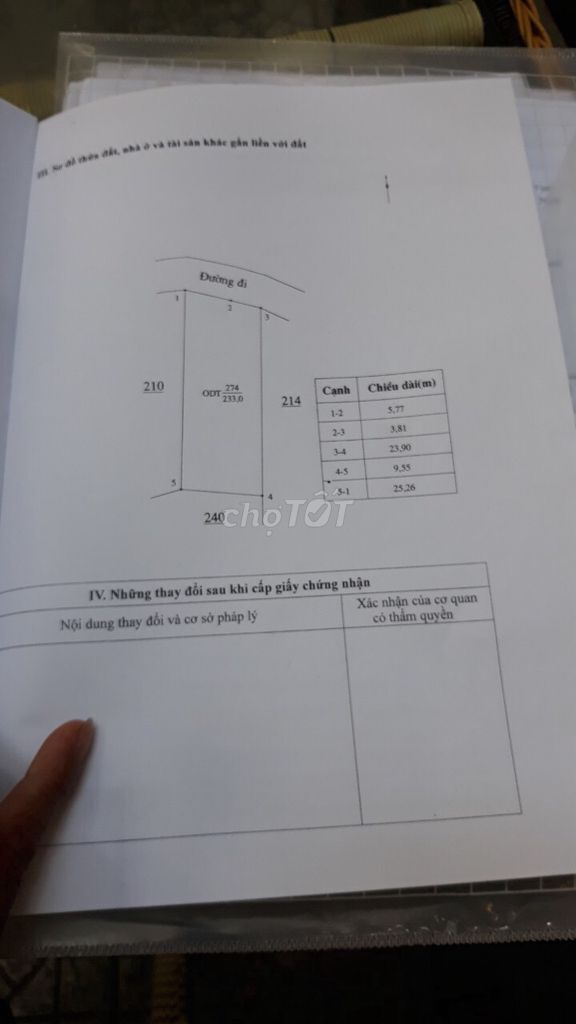 III. Sơ đồ thửa đất, nhà ở và tài sản khác gắn liền với đất
Đường đi
1
2
3
210
ODT 274
233,0
214
5
4
240
Cạnh Chiều dài(m)
1-2 5,77
2-3 3,81
3-4 23,90
4-5 9,55
5-1 25,26
chợTỐT
IV. Những thay đổi sau khi cấp giấy chứng nhận
Nội dung thay đổi và cơ sở pháp lý
Xác nhận của cơ quan
có thẩm quyền